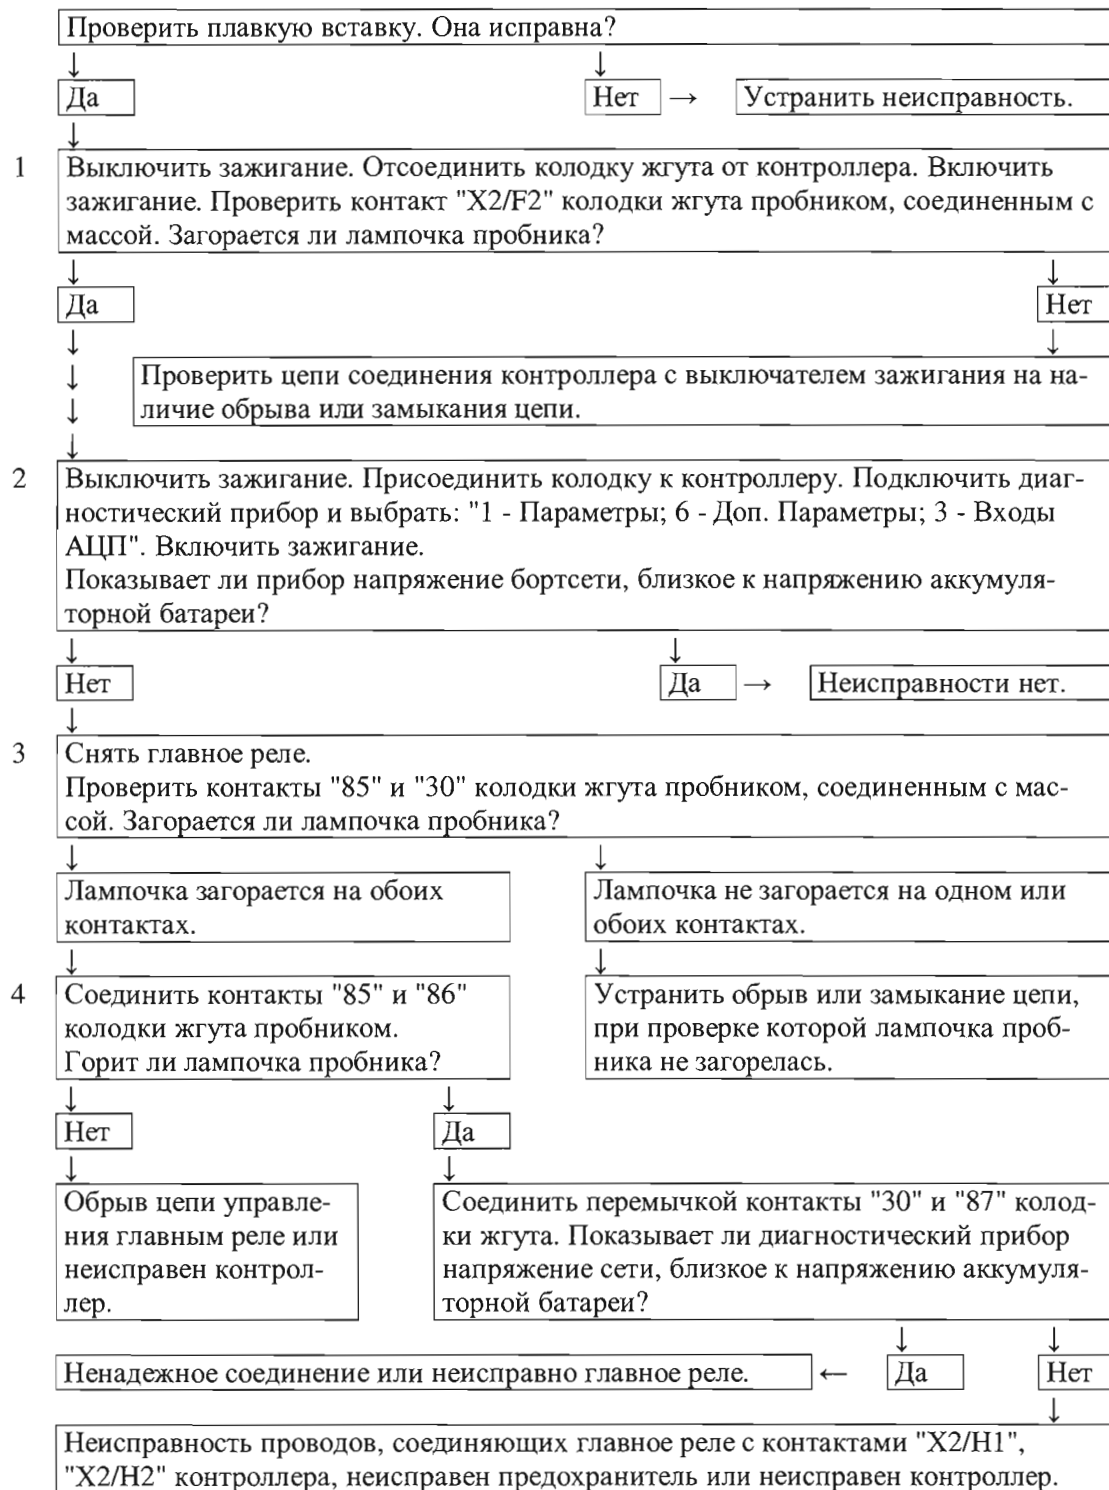 Проверить плавкую вставку. Она исправна?
↓ ↓
Да Нет → Устранить неисправность.
↓
1 Выключить зажигание. Отсоединить колодку жгута от контроллера. Включить
зажигание. Проверить контакт "X2/F2" колодки жгута пробником, соединенным с
массой. Загорается ли лампочка пробника?
↓ ↓
Да Нет
↓ ↓
↓ Проверить цепи соединения контроллера с выключателем зажигания на на-
↓ личие обрыва или замыкания цепи.
↓
2 Выключить зажигание. Присоединить колодку к контроллеру. Подключить диаг-
ностический прибор и выбрать: "1 - Параметры; 6 - Доп. Параметры; 3 - Входы
АЦП". Включить зажигание.
Показывает ли прибор напряжение бортсети, близкое к напряжению аккумуля-
торной батареи?
↓ ↓
Нет Да → Неисправности нет.
↓
3 Снять главное реле.
Проверить контакты "85" и "30" колодки жгута пробником, соединенным с мас-
сой. Загорается ли лампочка пробника?
↓ ↓
Лампочка загорается на обоих
контактах.
Лампочка не загорается на одном или
обоих контактах.
↓ ↓
4 Соединить контакты "85" и "86"
колодки жгута пробником.
Горит ли лампочка пробника?
Устранить обрыв или замыкание цепи,
при проверке которой лампочка проб-
ника не загорелась.
↓ ↓
Нет Да
↓ ↓
Обрыв цепи управле-
ния главным реле или
неисправен контрол-
лер.
Соединить перемычкой контакты "30" и "87" колод-
ки жгута. Показывает ли диагностический прибор
напряжение сети, близкое к напряжению аккумуля-
торной батареи?
↓ ↓
Ненадежное соединение или неисправно главное реле. ← Да Нет
↓
Неисправность проводов, соединяющих главное реле с контактами "X2/H1",
"X2/H2" контроллера, неисправен предохранитель или неисправен контроллер.